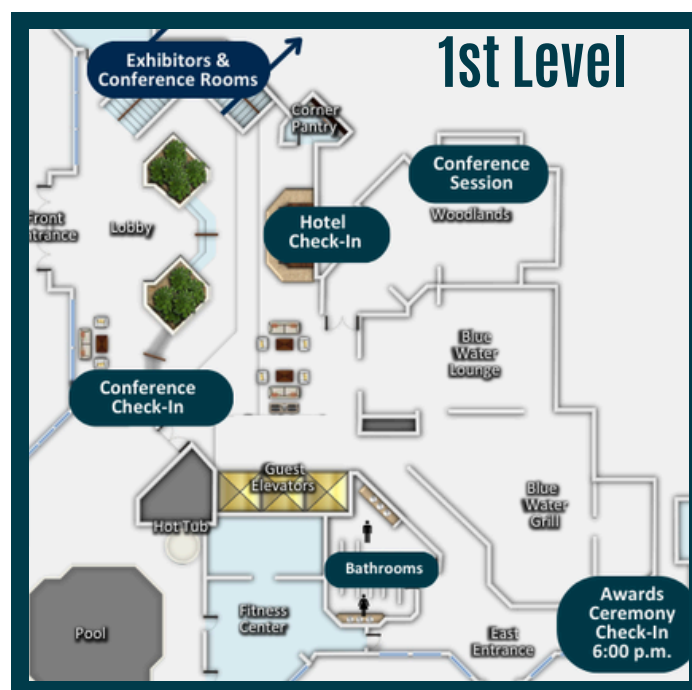 1st Level
Exhibitors &
Conference Rooms
Corner
Pantry
Conference
Session
Woodlands
Front
ntrance
Lobby
Hotel
Check-In
Blue
Water
Lounge
Conference
Check-In
Guest
Elevators
Blue
Water
Grill
Hot Tub
Bathrooms
Awards
Ceremony
Check-In
6:00 p.m.
Fitness
Center
Pool
East
Entrance